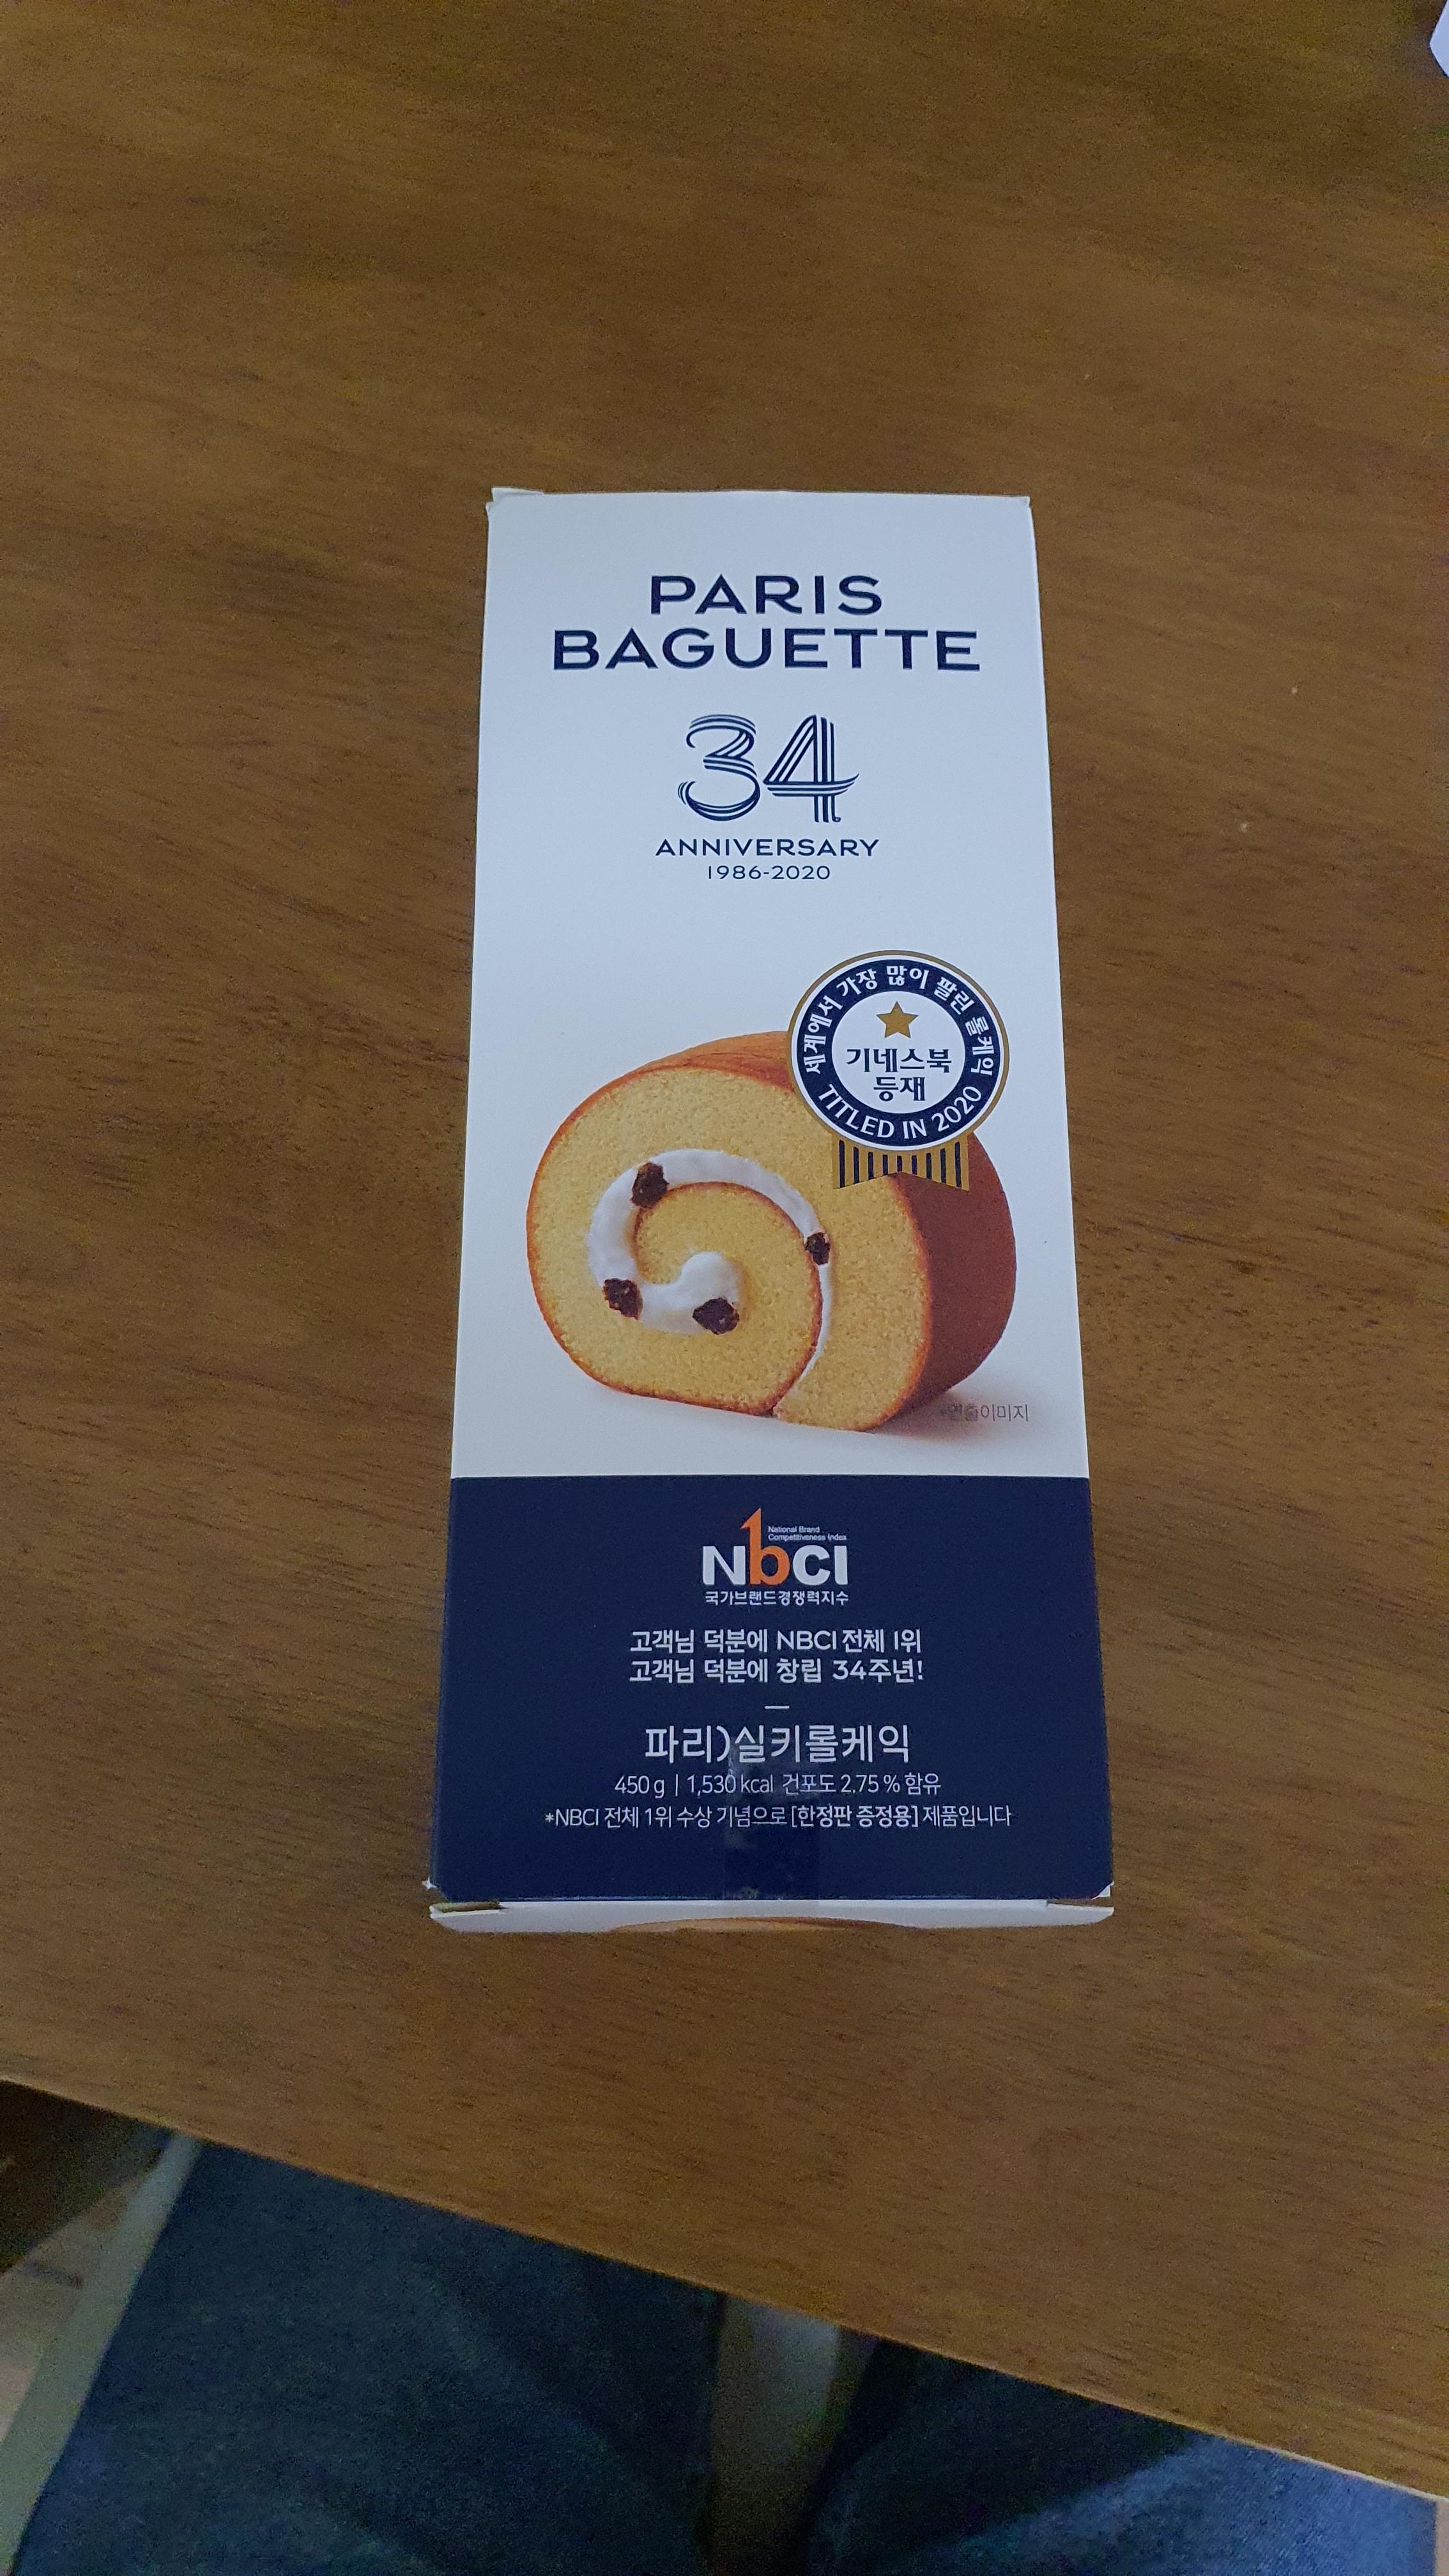 PARIS
BAGUETTE
34
ANNIVERSARY
1986-2020
세계에서 가장 많이 팔린 롤케익
기네스북
등재
TITLED IN 2020
*연출이미지
National Brand
Competitiveness Index
NbCI
국가브랜드경쟁력지수
고객님 덕분에 NBCI 전체 1위
고객님 덕분에 창립 34주년!
파리)실키롤케익
450 g | 1,530 kcal 건포도 2.75 % 함유
*NBCI 전체 1위 수상 기념으로 [한정판 증정용] 제품입니다